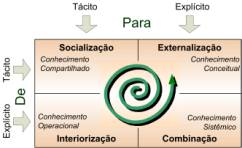 Tácito Explícito
Para
Socialização Externalização
Conhecimento Conhecimento
Compartilhado Conceitual
Tácito
De
Explícito
Conhecimento Conhecimento
Operacional Sistêmico
Interiorização Combinação